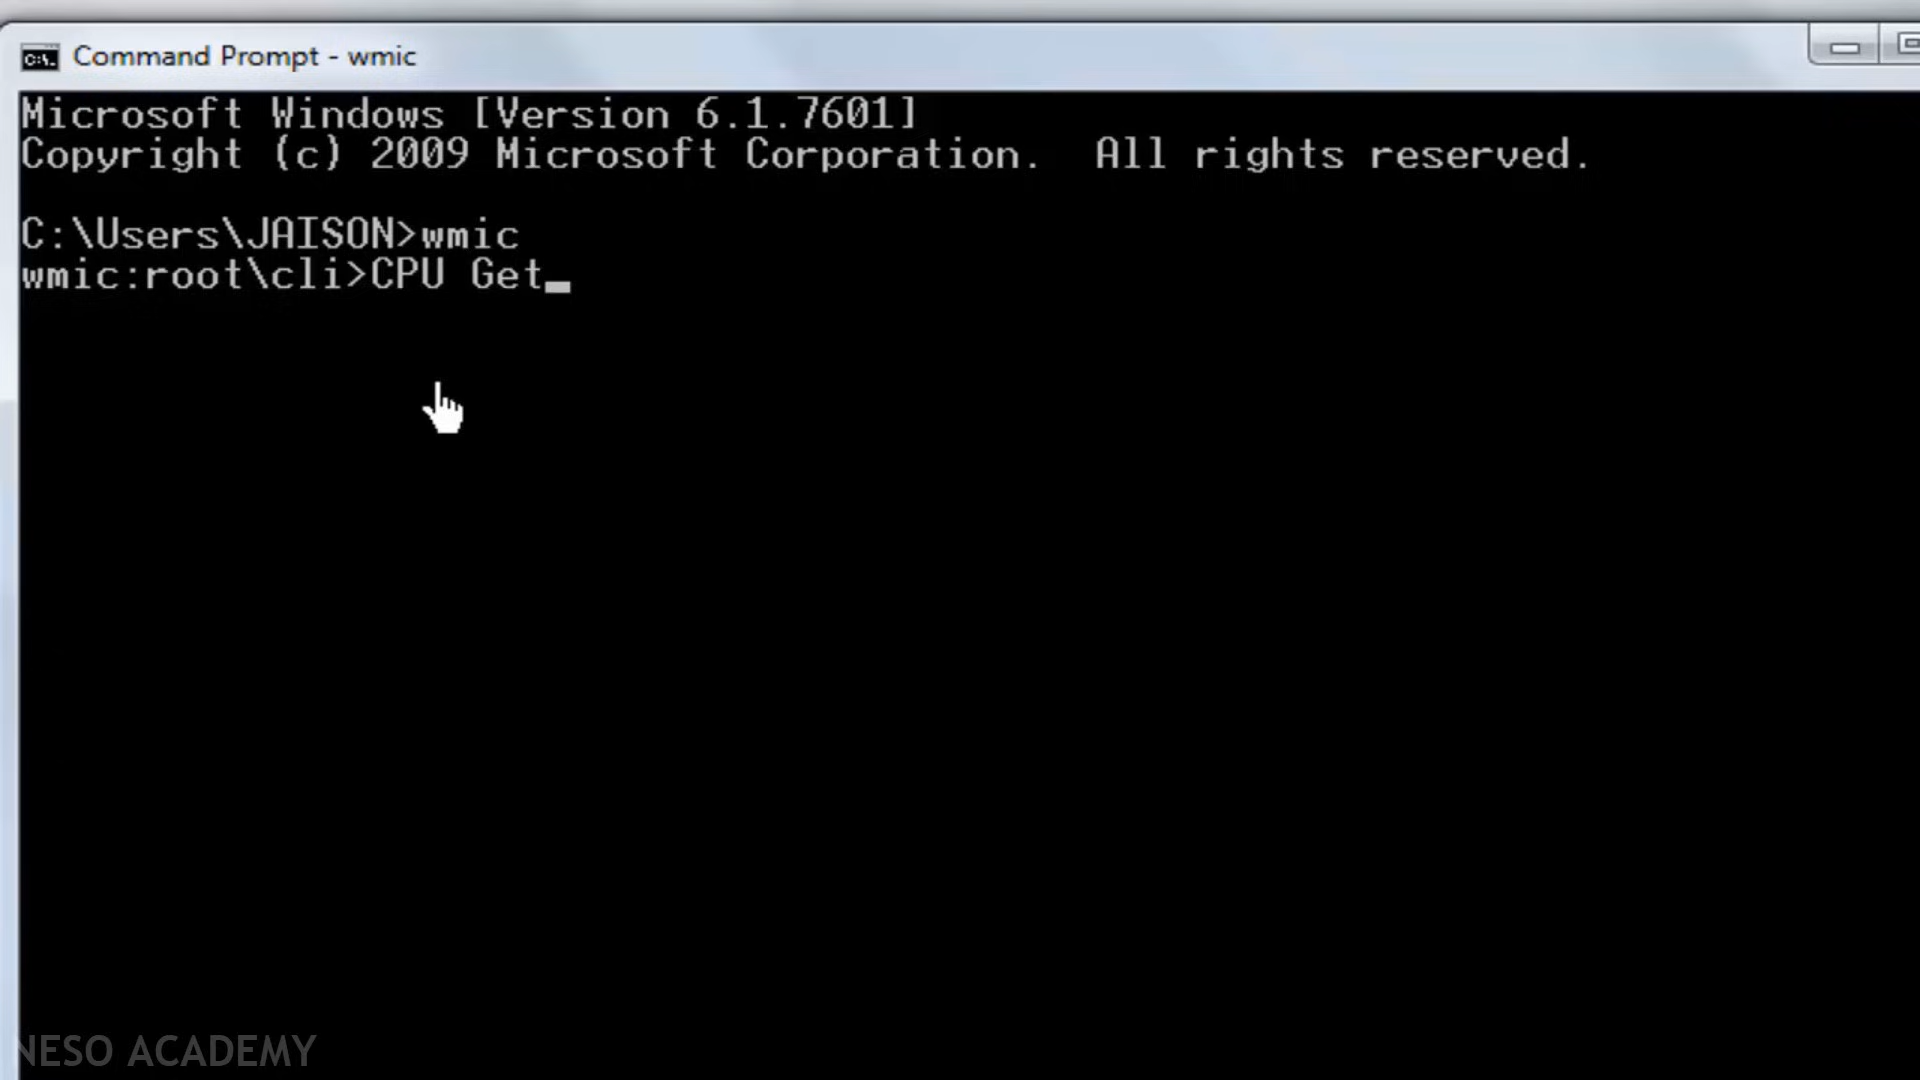 Command Prompt - wmic
Microsoft Windows [Version 6.1.7601]
Copyright (c) 2009 Microsoft Corporation.  All rights reserved.
C:\Users\JAISON>wmic
wmic:root\cli>CPU Get_
NESO ACADEMY